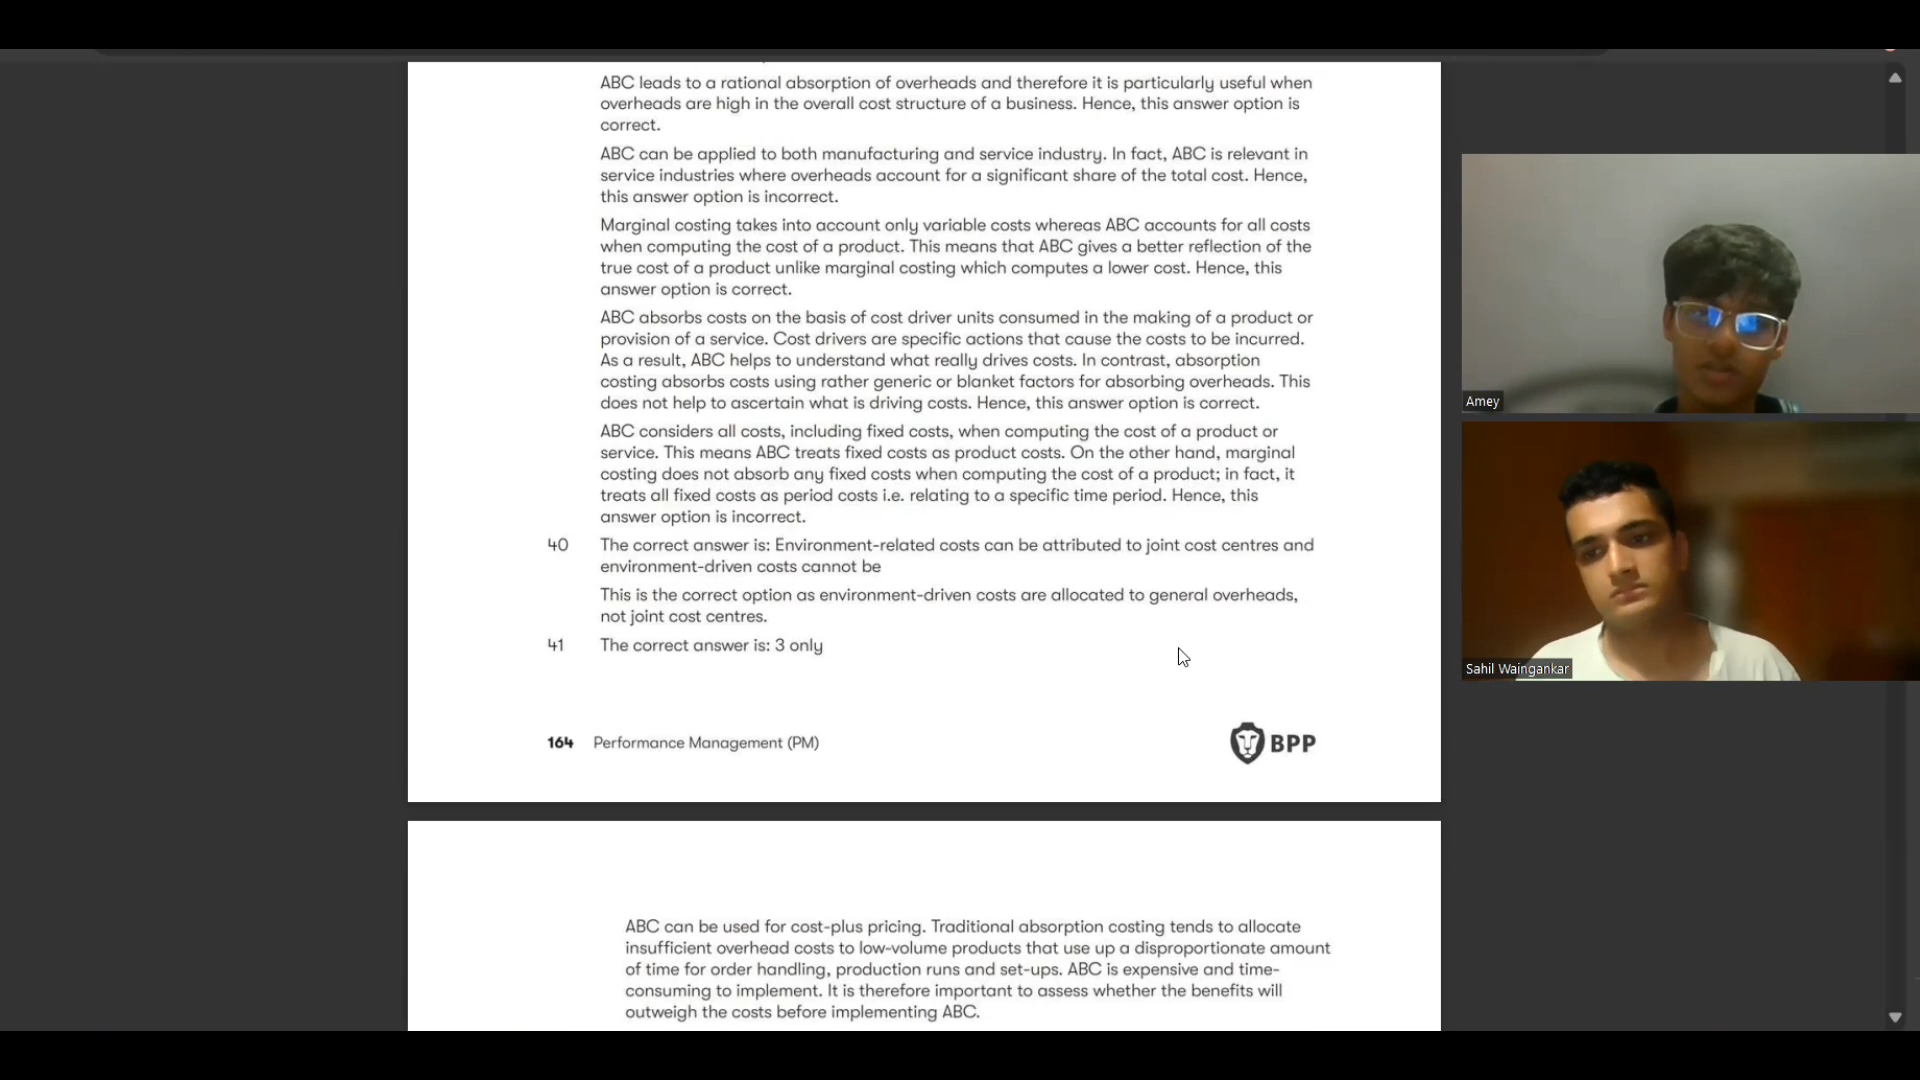 ABC leads to a rational absorption of overheads and therefore it is particularly useful when
overheads are high in the overall cost structure of a business. Hence, this answer option is
correct.
ABC can be applied to both manufacturing and service industry. In fact, ABC is relevant in
service industries where overheads account for a significant share of the total cost. Hence,
this answer option is incorrect.
Marginal costing takes into account only variable costs whereas ABC accounts for all costs
when computing the cost of a product. This means that ABC gives a better reflection of the
true cost of a product unlike marginal costing which computes a lower cost. Hence, this
answer option is correct.
ABC absorbs costs on the basis of cost driver units consumed in the making of a product or
provision of a service. Cost drivers are specific actions that cause the costs to be incurred.
As a result, ABC helps to understand what really drives costs. In contrast, absorption
costing absorbs costs using rather generic or blanket factors for absorbing overheads. This
does not help to ascertain what is driving costs. Hence, this answer option is correct.
ABC considers all costs, including fixed costs, when computing the cost of a product or
service. This means ABC treats fixed costs as product costs. On the other hand, marginal
costing does not absorb any fixed costs when computing the cost of a product; in fact, it
treats all fixed costs as period costs i.e. relating to a specific time period. Hence, this
answer option is incorrect.
40 The correct answer is: Environment-related costs can be attributed to joint cost centres and
environment-driven costs cannot be
This is the correct option as environment-driven costs are allocated to general overheads,
not joint cost centres.
41 The correct answer is: 3 only
164 Performance Management (PM)
BPP
ABC can be used for cost-plus pricing. Traditional absorption costing tends to allocate
insufficient overhead costs to low-volume products that use up a disproportionate amount
of time for order handling, production runs and set-ups. ABC is expensive and time-
consuming to implement. It is therefore important to assess whether the benefits will
outweigh the costs before implementing ABC.
Amey
Sahil Waingankar